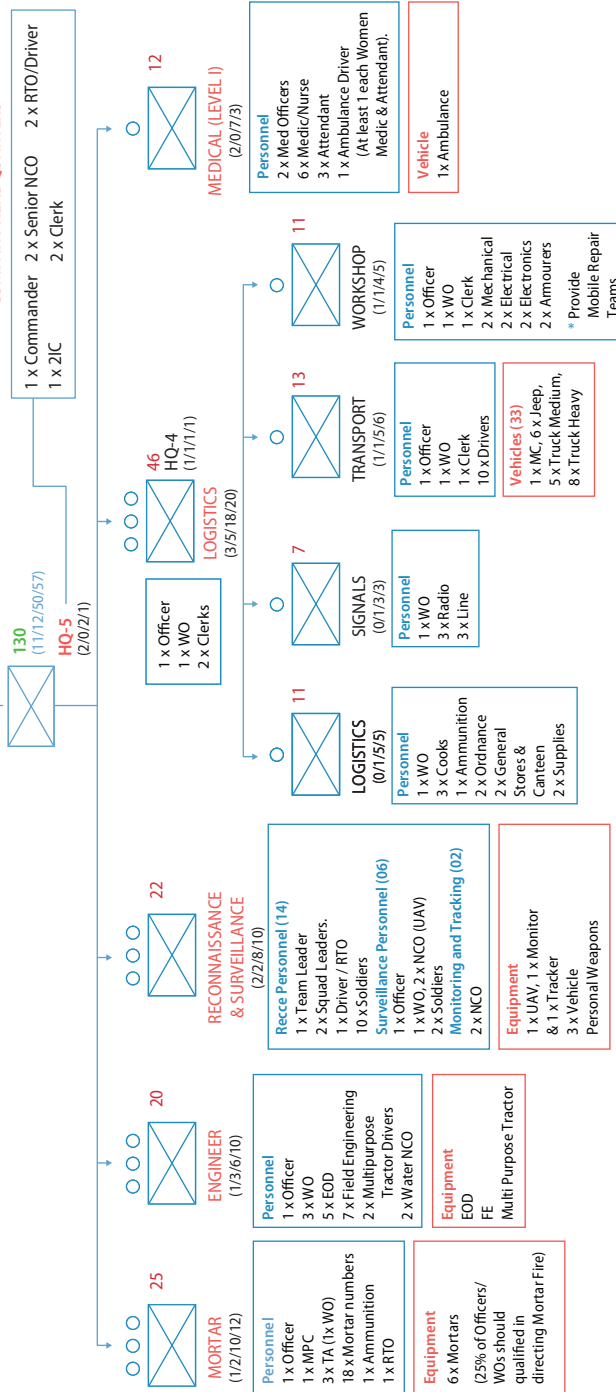 1 x Commander 2 x Senior NCO 2 x RTO/Driver
1 x 2IC 2 x Clerk
130
(11/12/50/57)
HQ-5
(2/0/2/1)
25
MORTAR
(1/2/10/12)
Personnel
1 x Officer
1 x MPC
3 x TA (1x WO)
18 x Mortar numbers
1 x Ammunition
1 x RTO
Equipment
6 x Mortars
(25% of Officers/
WOs should
qualified in
directing Mortar Fire)
20
ENGINEER
(1/3/6/10)
Personnel
1 x Officer
3 x WO
5 x EOD
7 x Field Engineering
2 x Multipurpose
Tractor Drivers
2 x Water NCO
Equipment
EOD
FE
Multi Purpose Tractor
22
RECONNAISSANCE
& SURVEILLANCE
(2/2/8/10)
Recce Personnel (14)
1 x Team Leader
2 x Squad Leaders.
1 x Driver / RTO
10 x Soldiers
Surveillance Personnel (06)
1 x Officer
1 x WO, 2 x NCO (UAV)
2 x Soldiers
Monitoring and Tracking (02)
2 x NCO
Equipment
1 x UAV, 1 x Monitor
& 1 x Tracker
3 x Vehicle
Personal Weapons
1 x Officer
1 x WO
2 x Clerks
46
HQ-4
(1/1/1/1)
LOGISTICS
(3/5/18/20)
11
LOGISTICS
(0/1/5/5)
Personnel
1 x WO
3 x Cooks
1 x Ammunition
2 x Ordnance
2 x General
Stores &
Canteen
2 x Supplies
7
SIGNALS
(0/1/3/3)
Personnel
1 x WO
3 x Radio
3 x Line
13
TRANSPORT
(1/1/5/6)
Personnel
1 x Officer
1 x WO
1 x Clerk
10 x Drivers
Vehicles (33)
1 x MC, 6 x Jeep,
5 x Truck Medium,
8 x Truck Heavy
11
WORKSHOP
(1/1/4/5)
Personnel
1 x Officer
1 x WO
1 x Clerk
2 x Mechanical
2 x Electrical
2 x Electronics
2 x Armourers
* Provide
Mobile Repair
Teams
12
MEDICAL (LEVEL I)
(2/0/7/3)
Personnel
2 x Med Officers
6 x Medic/Nurse
3 x Attendant
1 x Ambulance Driver
(At least 1 each Women
Medic & Attendant).
Vehicle
1 x Ambulance